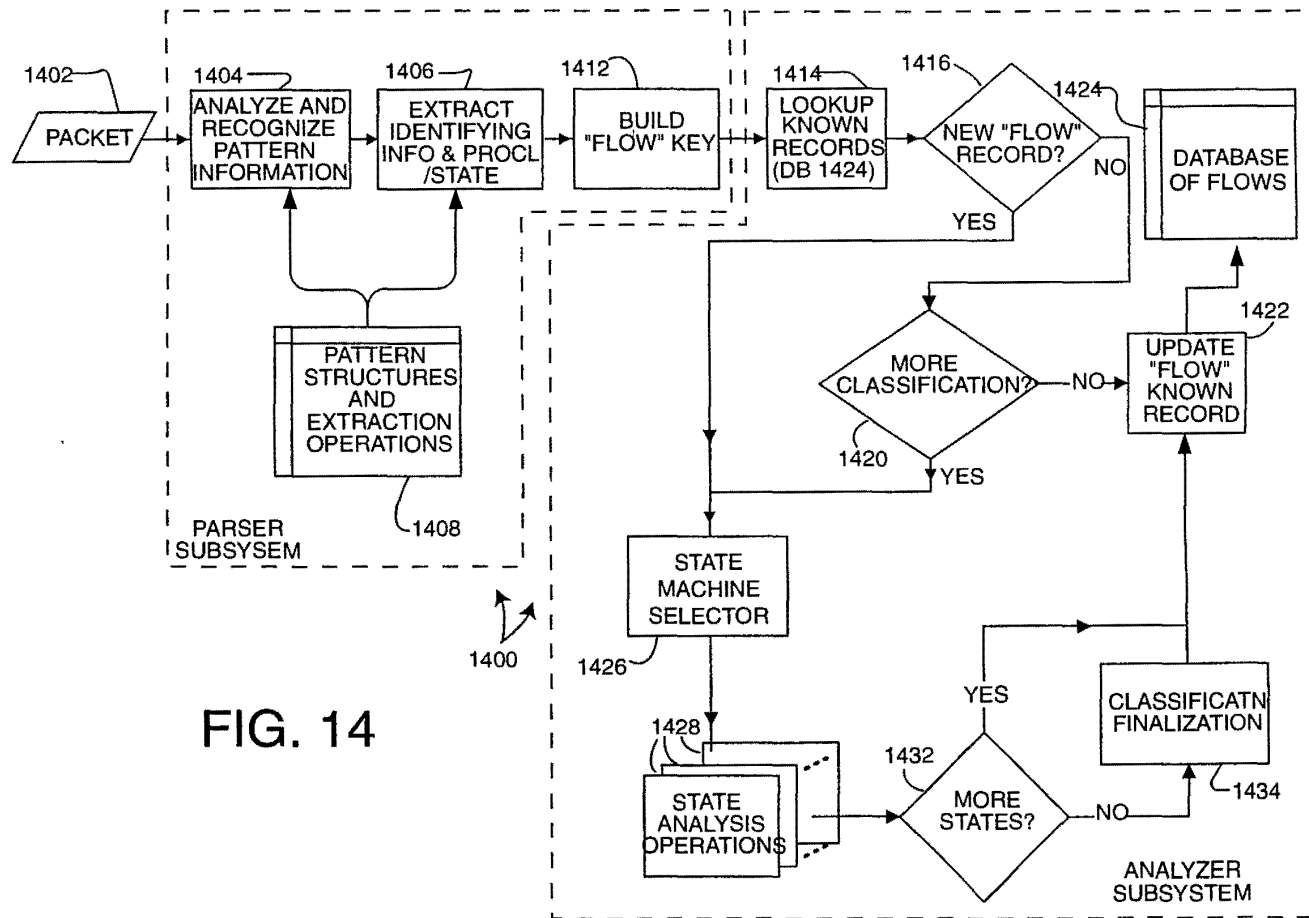 1402
PACKET
1404
ANALYZE AND
RECOGNIZE
PATTERN
INFORMATION
1406
EXTRACT
IDENTIFYING
INFO & PROCL
/STATE
1412
BUILD
"FLOW" KEY
1414
LOOKUP
KNOWN
RECORDS
(DB 1424)
1416
NEW "FLOW"
RECORD?
NO
YES
1424
DATABASE
OF FLOWS
PATTERN
STRUCTURES
AND
EXTRACTION
OPERATIONS
1408
PARSER
SUBSYSEM
MORE
CLASSIFICATION?
NO
1420
YES
1422
UPDATE
"FLOW"
KNOWN
RECORD
STATE
MACHINE
SELECTOR
1426
1400
FIG. 14
1428
STATE
ANALYSIS
OPERATIONS
1432
MORE
STATES?
YES
NO
CLASSIFICATN
FINALIZATION
1434
ANALYZER
SUBSYSTEM